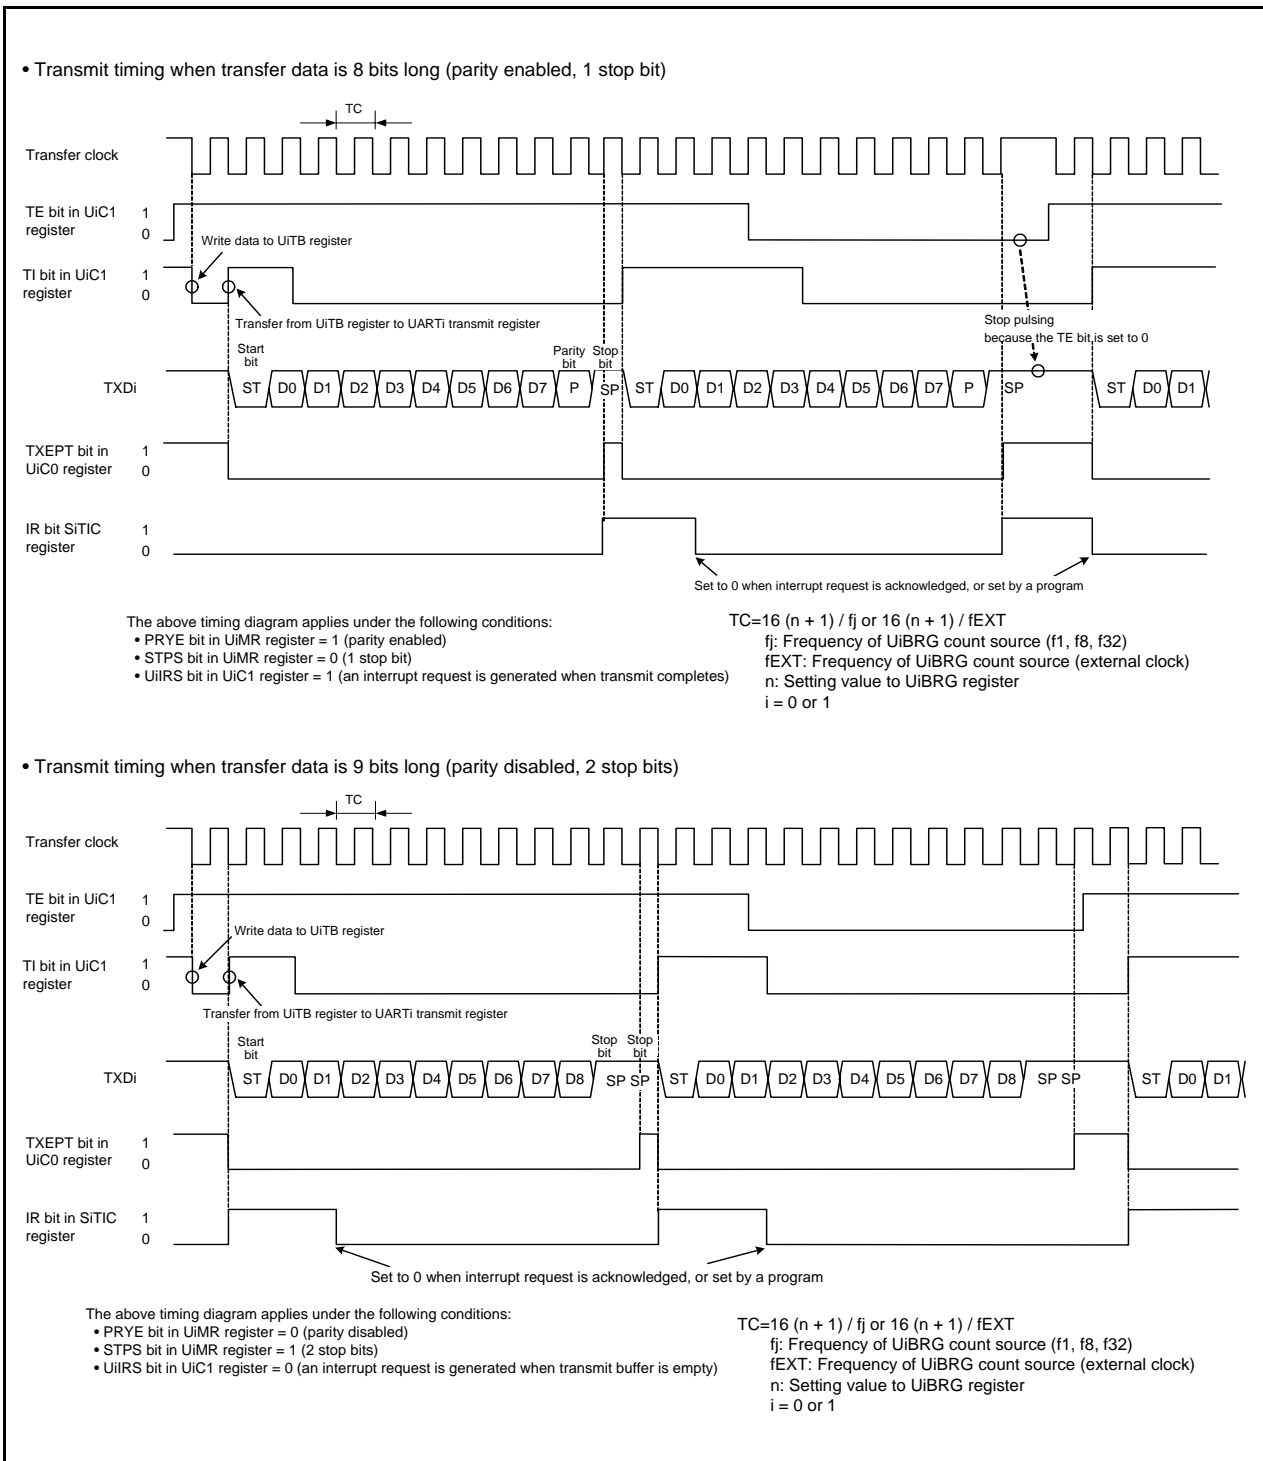 • Transmit timing when transfer data is 8 bits long (parity enabled, 1 stop bit)
TC
Transfer clock
TE bit in UiC1 register
1
0
Write data to UiTB register
TI bit in UiC1 register
1
0
Transfer from UiTB register to UARTi transmit register
Stop pulsing
because the TE bit is set to 0
Start bit
Parity bit
Stop bit
TXDi
ST D0 D1 D2 D3 D4 D5 D6 D7 P SP ST D0 D1 D2 D3 D4 D5 D6 D7 P SP ST D0 D1
TXEPT bit in UiC0 register
1
0
IR bit SiTIC register
1
0
Set to 0 when interrupt request is acknowledged, or set by a program
The above timing diagram applies under the following conditions:
• PRYE bit in UiMR register = 1 (parity enabled)
• STPS bit in UiMR register = 0 (1 stop bit)
• UiIRS bit in UiC1 register = 1 (an interrupt request is generated when transmit completes)
TC=16 (n + 1) / fj or 16 (n + 1) / fEXT
fj: Frequency of UiBRG count source (f1, f8, f32)
fEXT: Frequency of UiBRG count source (external clock)
n: Setting value to UiBRG register
i = 0 or 1
• Transmit timing when transfer data is 9 bits long (parity disabled, 2 stop bits)
TC
Transfer clock
TE bit in UiC1 register
1
0
Write data to UiTB register
TI bit in UiC1 register
1
0
Transfer from UiTB register to UARTi transmit register
Start bit
Stop bit
Stop bit
TXDi
ST D0 D1 D2 D3 D4 D5 D6 D7 D8 SP SP ST D0 D1 D2 D3 D4 D5 D6 D7 D8 SP SP ST D0 D1
TXEPT bit in UiC0 register
1
0
IR bit in SiTIC register
1
0
Set to 0 when interrupt request is acknowledged, or set by a program
The above timing diagram applies under the following conditions:
• PRYE bit in UiMR register = 0 (parity disabled)
• STPS bit in UiMR register = 1 (2 stop bits)
• UiIRS bit in UiC1 register = 0 (an interrupt request is generated when transmit buffer is empty)
TC=16 (n + 1) / fj or 16 (n + 1) / fEXT
fj: Frequency of UiBRG count source (f1, f8, f32)
fEXT: Frequency of UiBRG count source (external clock)
n: Setting value to UiBRG register
i = 0 or 1